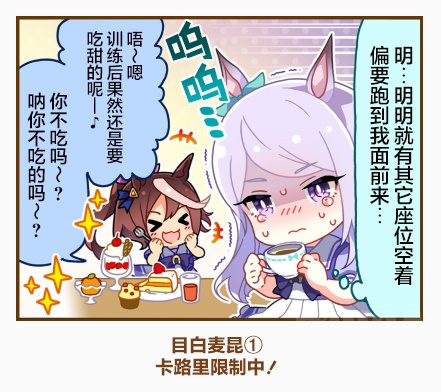 明…明明就有其它座位空着
偏要跑到我面前来…
呜
呜…
唔～嗯
训练后果然还是要
吃甜的呢—♪
你不吃吗～？
呐你不吃的吗～？
目白麦昆①
卡路里限制中！